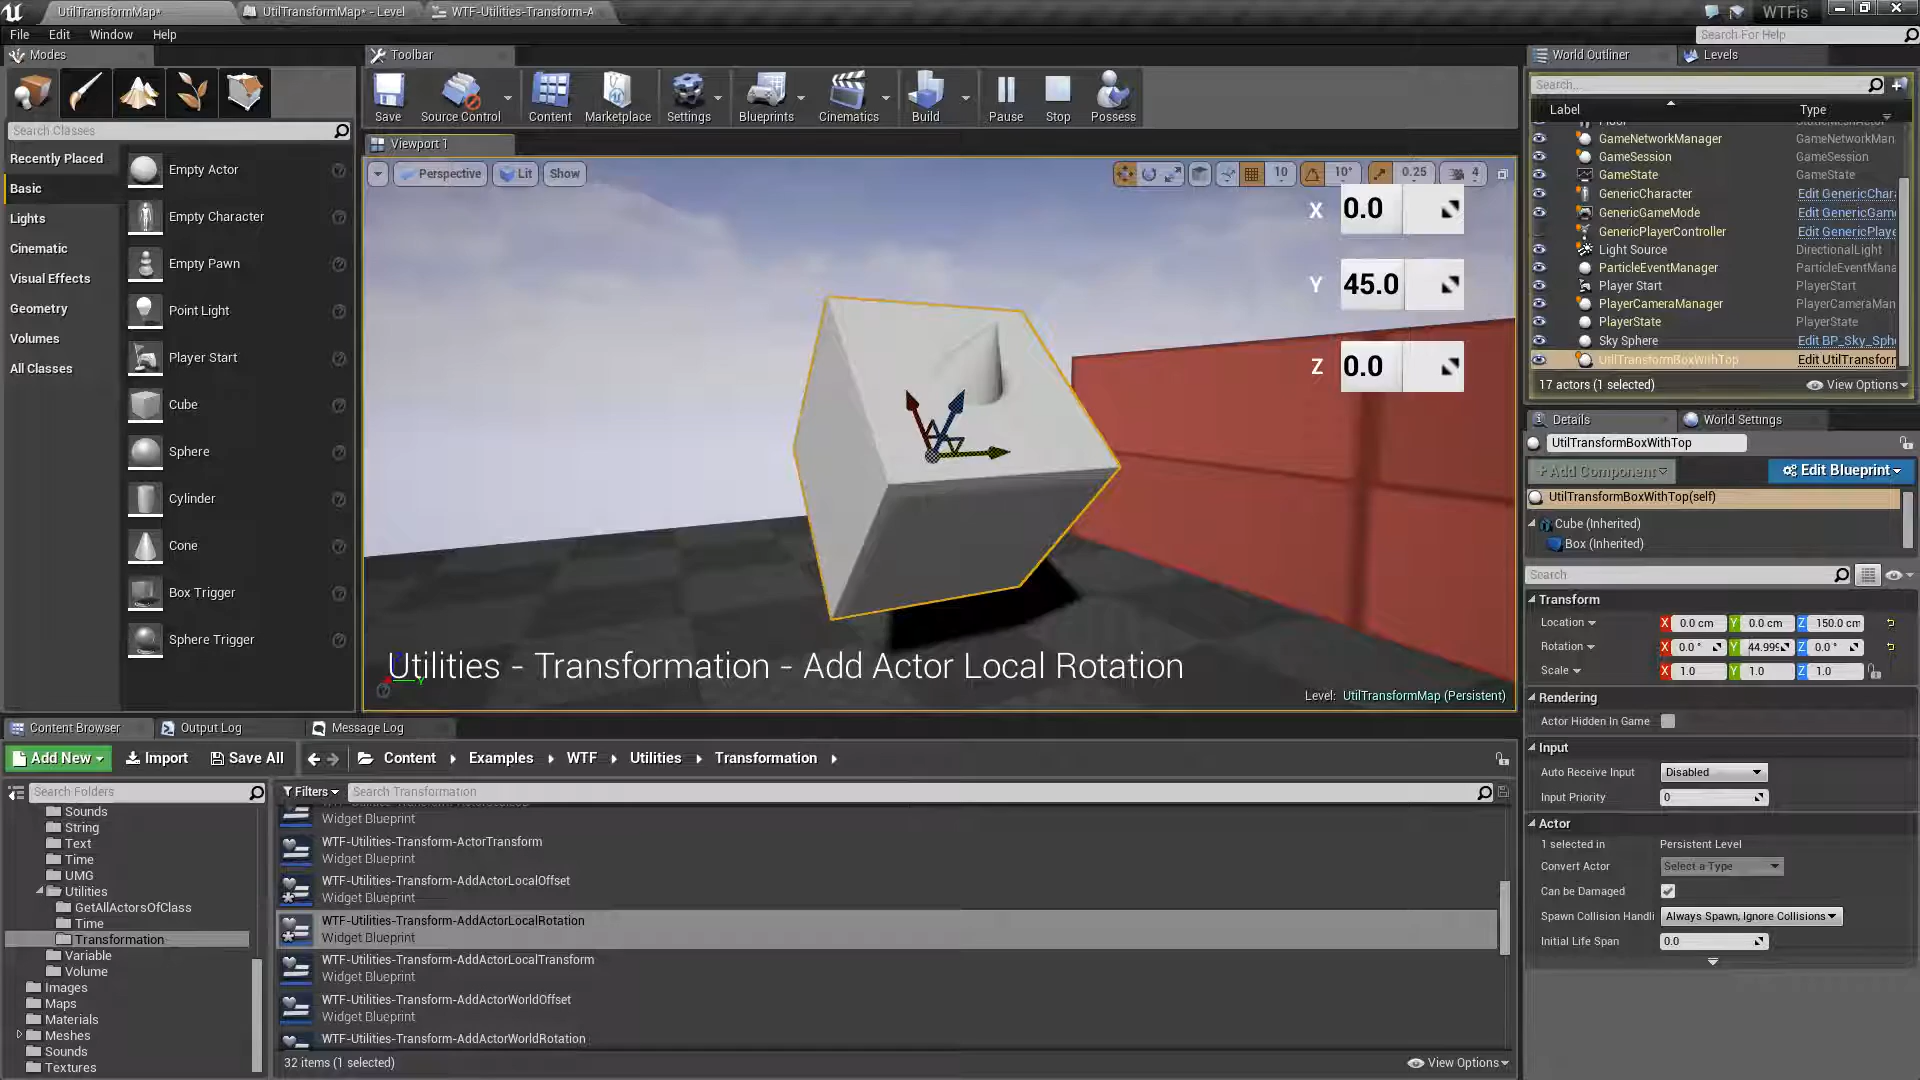 UtilTransformMap*
UtilTransformMap* - Level
WTF-Utilities-Transform-A
WTFis
File
Edit
Window
Help
Search For Help
Modes
Toolbar
World Outliner
Levels
Save
Source Control
Content
Marketplace
Settings
Blueprints
Cinematics
Build
Pause
Stop
Possess
Search...
Label
Type
Search Classes
Viewport 1
GameNetworkManager
GameNetworkMan
GameSession
GameSession
GameState
GameState
GenericCharacter
Edit GenericChar
GenericGameMode
Edit GenericGam
GenericPlayerController
Edit GenericPlaye
Light Source
DirectionalLight
ParticleEventManager
ParticleEventMana
Player Start
PlayerStart
PlayerCameraManager
PlayerCameraMan
PlayerState
PlayerState
Sky Sphere
Edit BP_Sky_Sph
UtilTransformBoxWithTop
Edit UtilTransform
17 actors (1 selected)
View Options
Recently Placed
Basic
Lights
Cinematic
Visual Effects
Geometry
Volumes
All Classes
Empty Actor
Empty Character
Empty Pawn
Point Light
Player Start
Cube
Sphere
Cylinder
Cone
Box Trigger
Sphere Trigger
Perspective
Lit
Show
10
10°
0.25
4
X 0.0
Y 45.0
Z 0.0
Utilities - Transformation - Add Actor Local Rotation
Level: UtilTransformMap (Persistent)
Details
World Settings
UtilTransformBoxWithTop
+Add Component
Edit Blueprint
UtilTransformBoxWithTop(self)
Cube (Inherited)
Box (Inherited)
Search
Transform
Location X 0.0 cm Y 0.0 cm Z 150.0 cm
Rotation X 0.0 ° Y 44.999 Z 0.0 °
Scale X 1.0 Y 1.0 Z 1.0
Rendering
Actor Hidden In Game
Input
Auto Receive Input Disabled
Input Priority 0
Actor
1 selected in Persistent Level
Convert Actor Select a Type
Can be Damaged
Spawn Collision Handli Always Spawn, Ignore Collisions
Initial Life Span 0.0
Content Browser
Output Log
Message Log
Add New
Import
Save All
Content
Examples
WTF
Utilities
Transformation
Search Folders
Filters
Search Transformation
Sounds
String
Text
Time
UMG
Utilities
GetAllActorsOfClass
Time
Transformation
Variable
Volume
Images
Maps
Materials
Meshes
Sounds
Textures
Widget Blueprint
WTF-Utilities-Transform-ActorTransform
Widget Blueprint
WTF-Utilities-Transform-AddActorLocalOffset
Widget Blueprint
WTF-Utilities-Transform-AddActorLocalRotation
Widget Blueprint
WTF-Utilities-Transform-AddActorLocalTransform
Widget Blueprint
WTF-Utilities-Transform-AddActorWorldOffset
Widget Blueprint
WTF-Utilities-Transform-AddActorWorldRotation
32 items (1 selected)
View Options